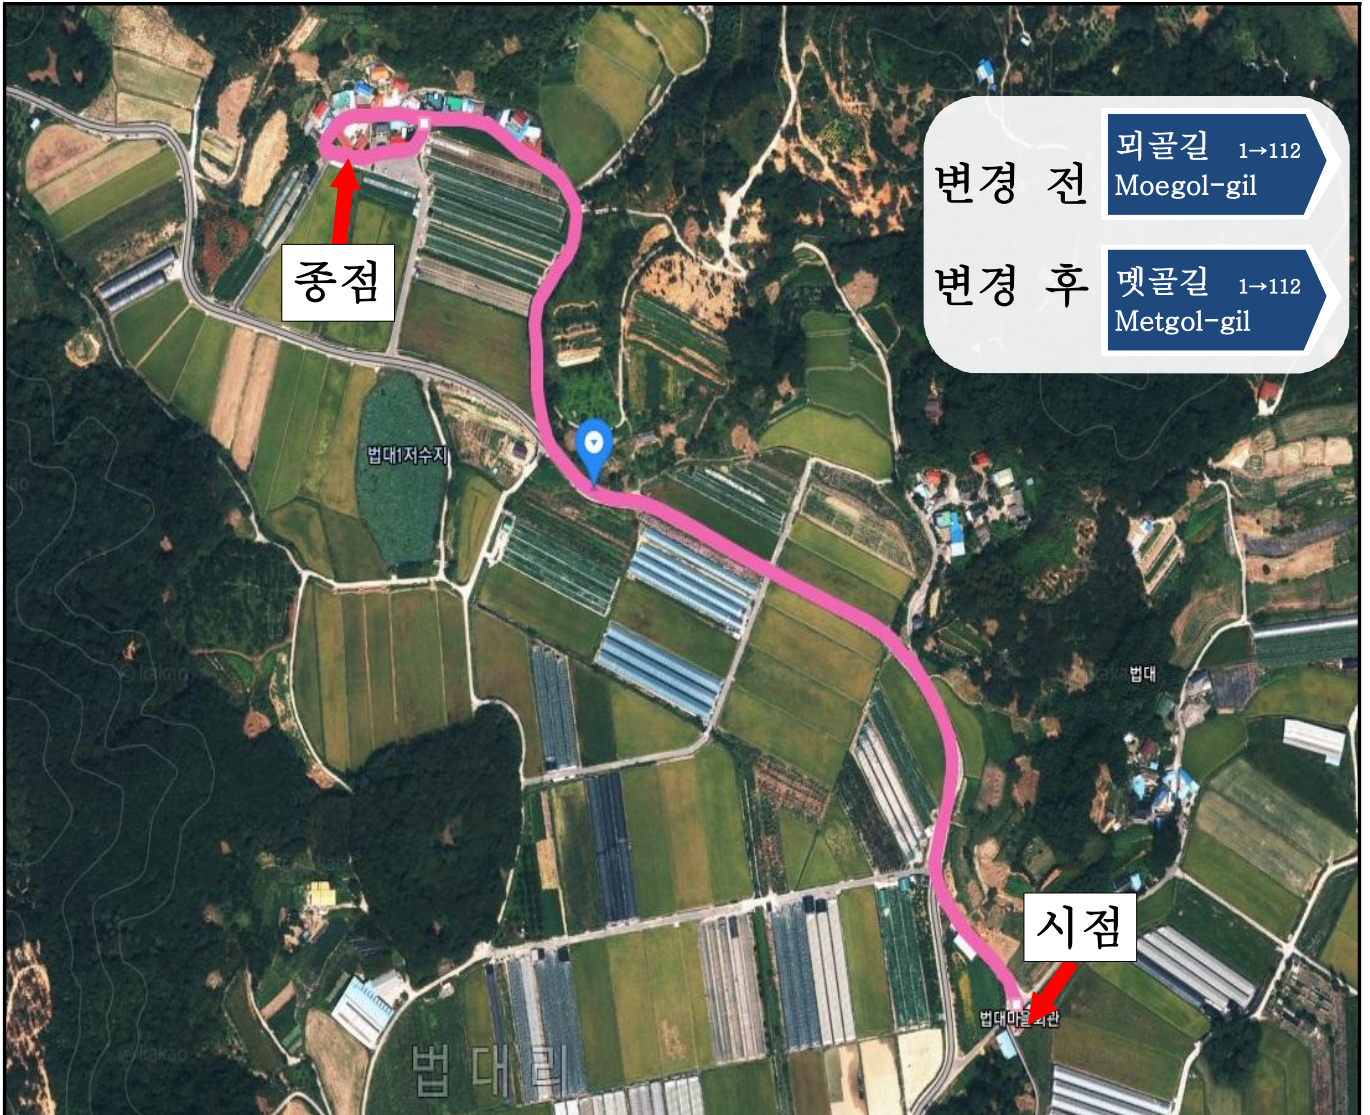 변경 전
뫼골길 1→112
Moegol-gil
변경 후
멧골길 1→112
Metgol-gil
종점
법대1저수지
법대
시점
법대마을회관
법대리
© kakao
© kakao